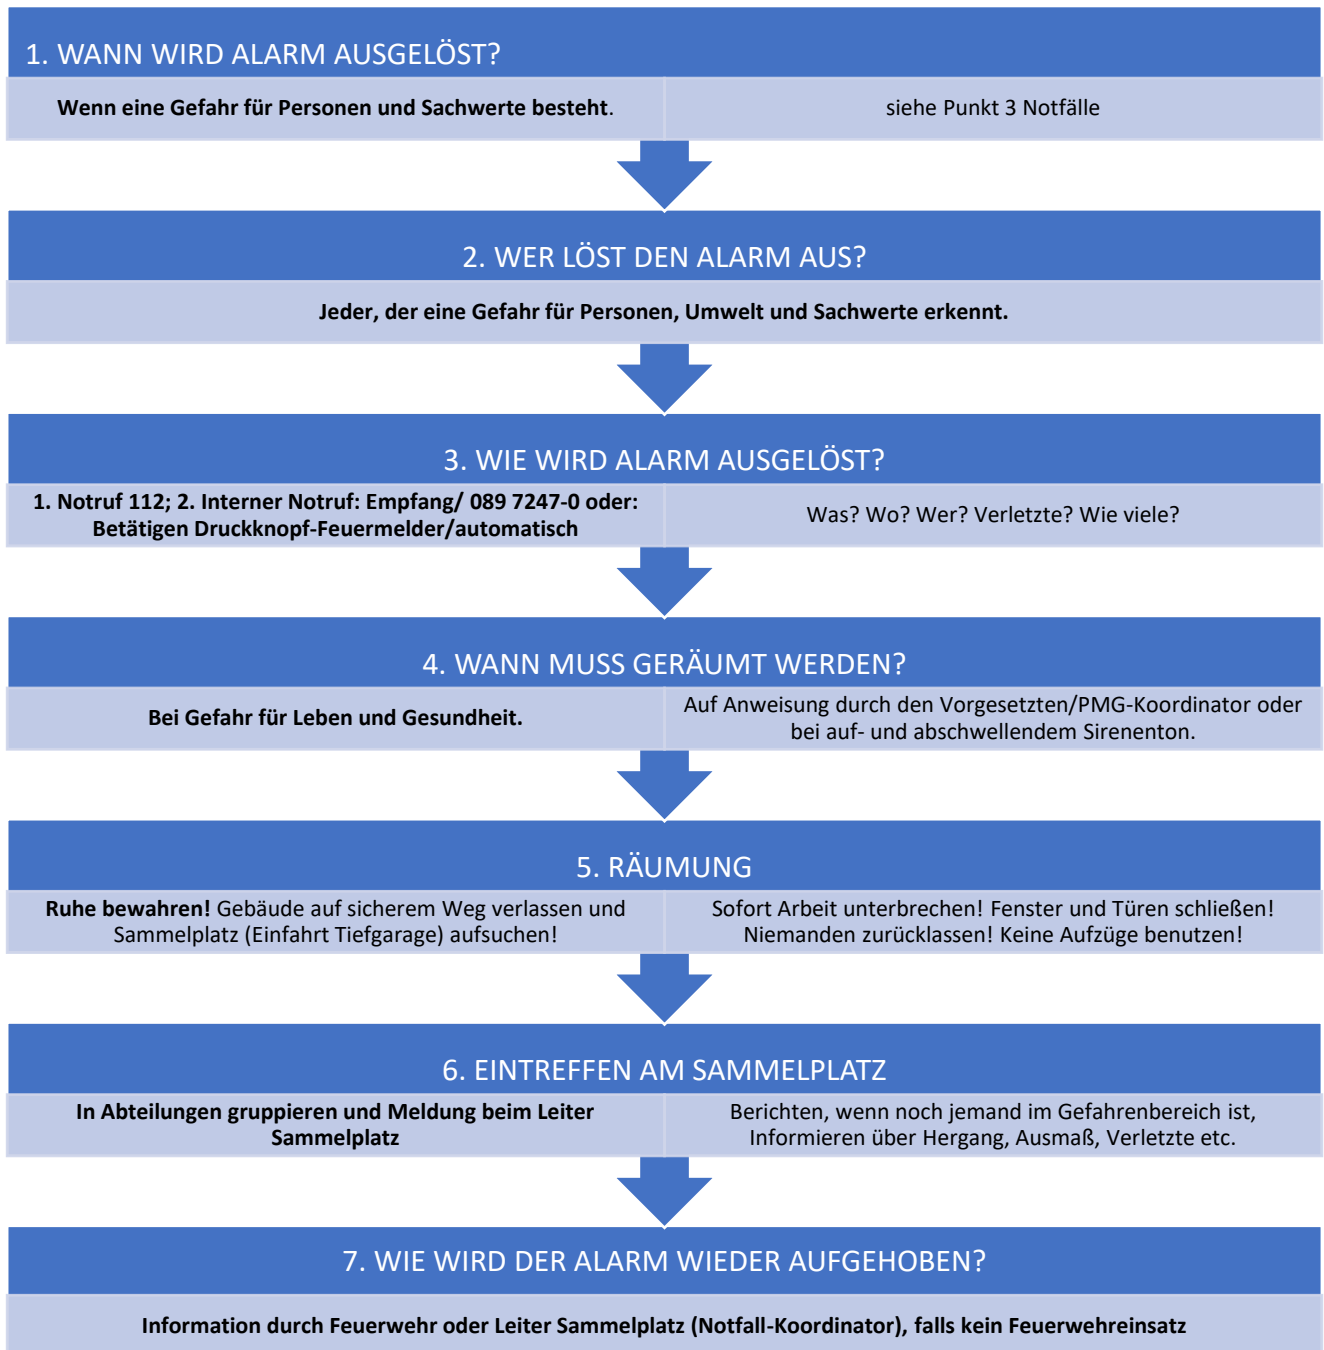 1. WANN WIRD ALARM AUSGELÖST?
Wenn eine Gefahr für Personen und Sachwerte besteht.
siehe Punkt 3 Notfälle
2. WER LÖST DEN ALARM AUS?
Jeder, der eine Gefahr für Personen, Umwelt und Sachwerte erkennt.
3. WIE WIRD ALARM AUSGELÖST?
1. Notruf 112; 2. Interner Notruf: Empfang/ 089 7247-0 oder:
Betätigen Druckknopf-Feuermelder/automatisch
Was? Wo? Wer? Verletzte? Wie viele?
4. WANN MUSS GERÄUMT WERDEN?
Bei Gefahr für Leben und Gesundheit.
Auf Anweisung durch den Vorgesetzten/PMG-Koordinator oder
bei auf- und abschwellendem Sirenenton.
5. RÄUMUNG
Ruhe bewahren! Gebäude auf sicherem Weg verlassen und
Sammelplatz (Einfahrt Tiefgarage) aufsuchen!
Sofort Arbeit unterbrechen! Fenster und Türen schließen!
Niemanden zurücklassen! Keine Aufzüge benutzen!
6. EINTREFFEN AM SAMMELPLATZ
In Abteilungen gruppieren und Meldung beim Leiter
Sammelplatz
Berichten, wenn noch jemand im Gefahrenbereich ist,
Informieren über Hergang, Ausmaß, Verletzte etc.
7. WIE WIRD DER ALARM WIEDER AUFGEHOBEN?
Information durch Feuerwehr oder Leiter Sammelplatz (Notfall-Koordinator), falls kein Feuerwehreinsatz